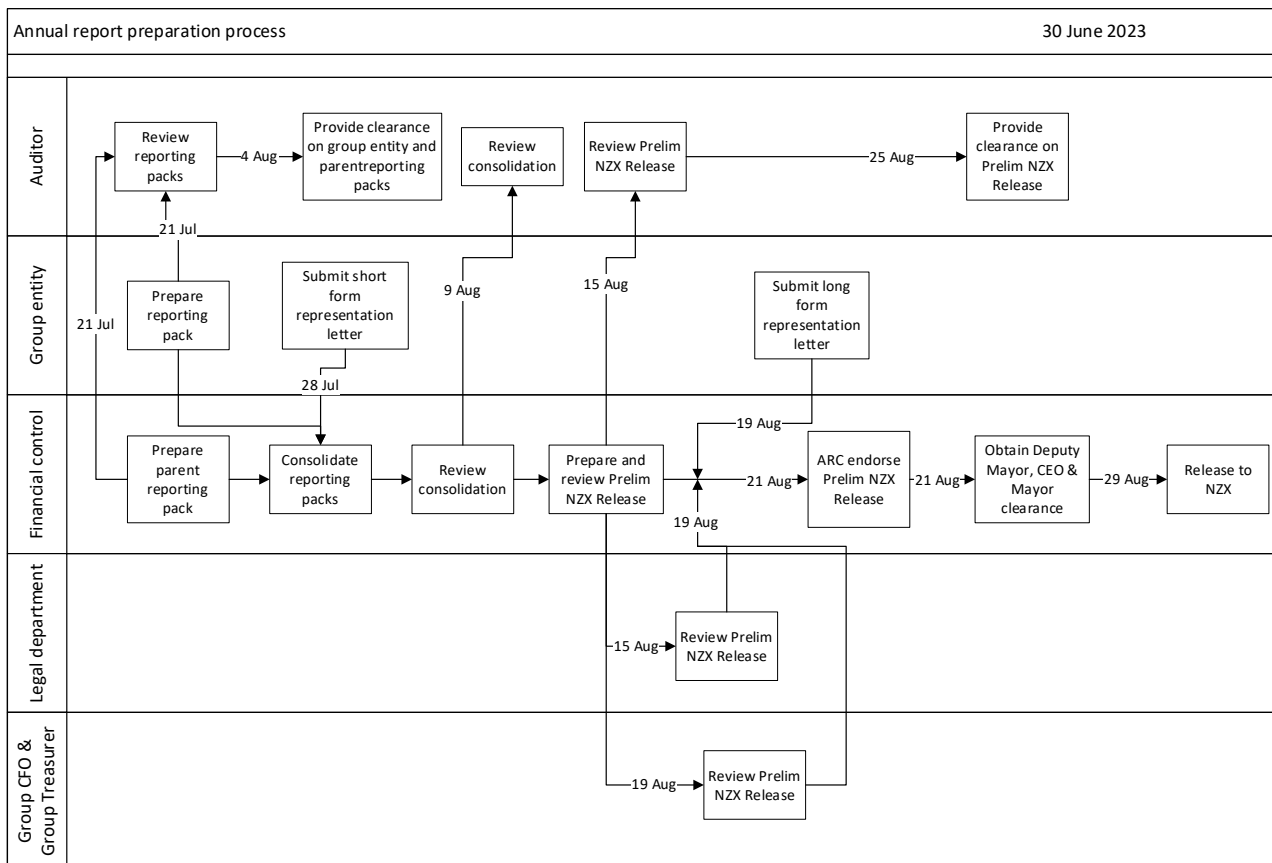 Annual report preparation process
30 June 2023
Auditor
Review
reporting
packs
4 Aug
Provide clearance
on group entity and
parentreporting
packs
Review
consolidation
Review Prelim
NZX Release
25 Aug
Provide
clearance on
Prelim NZX
Release
21 Jul
21 Jul
Group entity
Prepare
reporting
pack
Submit short
form
representation
letter
28 Jul
9 Aug
15 Aug
Submit long
form
representation
letter
19 Aug
Financial control
Prepare
parent
reporting
pack
Consolidate
reporting
packs
Review
consolidation
Prepare and
review Prelim
NZX Release
21 Aug
ARC endorse
Prelim NZX
Release
21 Aug
Obtain Deputy
Mayor, CEO &
Mayor
clearance
29 Aug
Release to
NZX
19 Aug
Legal department
15 Aug
Review Prelim
NZX Release
Group CFO &
Group Treasurer
19 Aug
Review Prelim
NZX Release